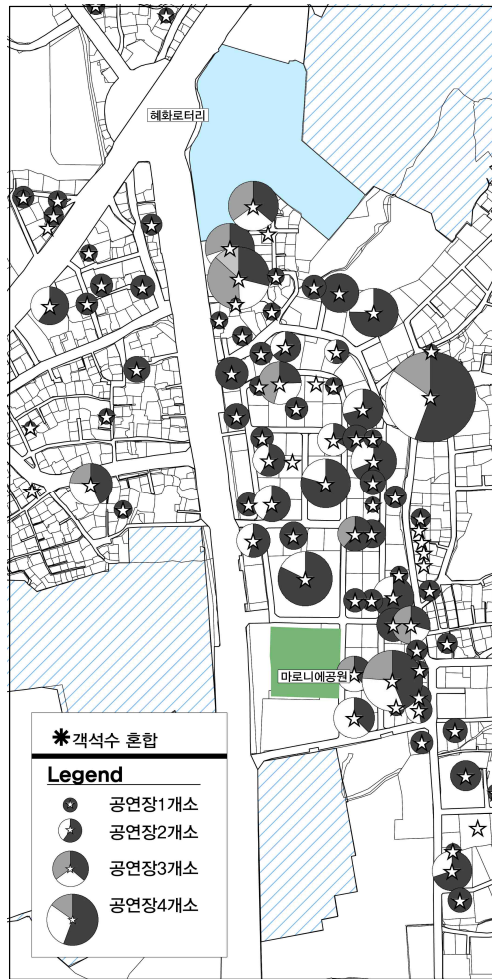 혜화로터리
마로니에공원
객석수 혼합
Legend
공연장1개소
공연장2개소
공연장3개소
공연장4개소